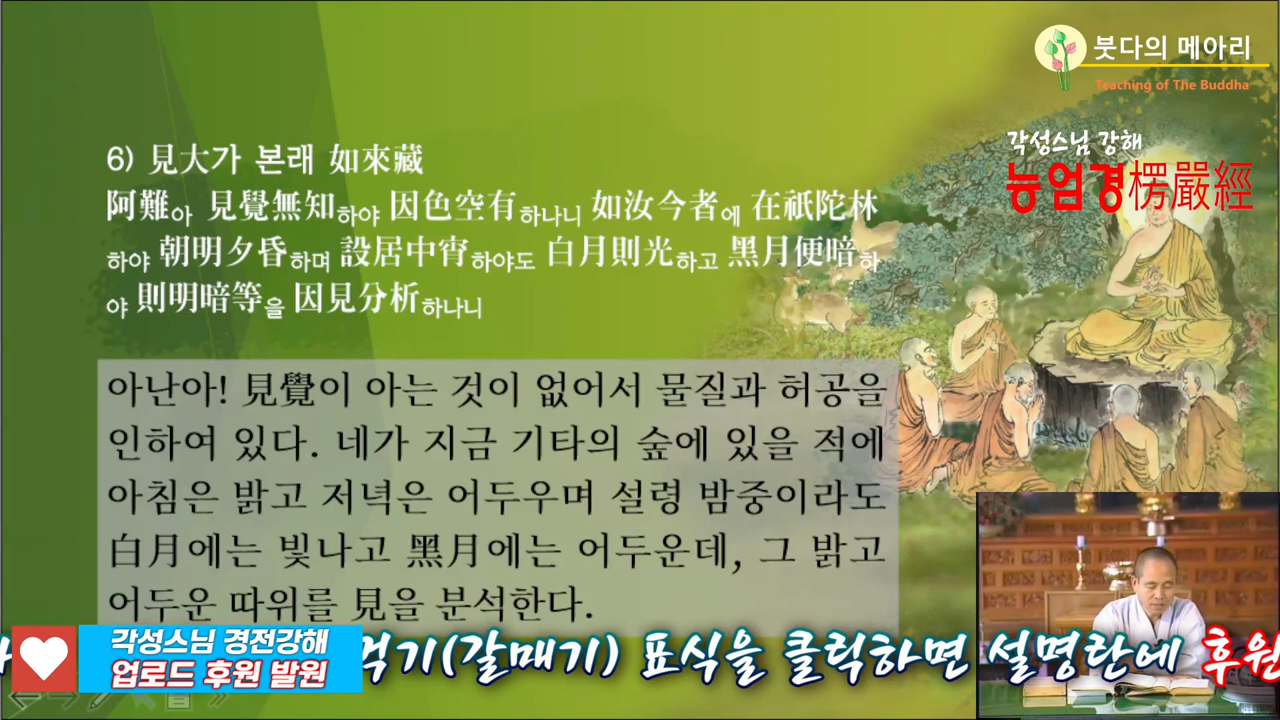 붓다의 메아리
Teaching of The Buddha
각성스님 강해
능엄경楞嚴經
6) 見大가 본래 如來藏
阿難아 見覺無知하야 因色空有하나니 如汝今者에 在祇陀林
하야 朝明夕昏하며 設居中宵하야도 白月則光하고 黑月便暗하
야 則明暗等을 因見分析하나니
아난아! 見覺이 아는 것이 없어서 물질과 허공을
인하여 있다. 네가 지금 기타의 숲에 있을 적에
아침은 밝고 저녁은 어두우며 설령 밤중이라도
白月에는 빛나고 黑月에는 어두운데, 그 밝고
어두운 따위를 見을 분석한다.
각성스님 경전강해
업로드 후원 발원
(갈매기) 표식을 클릭하면 설명란에 후원